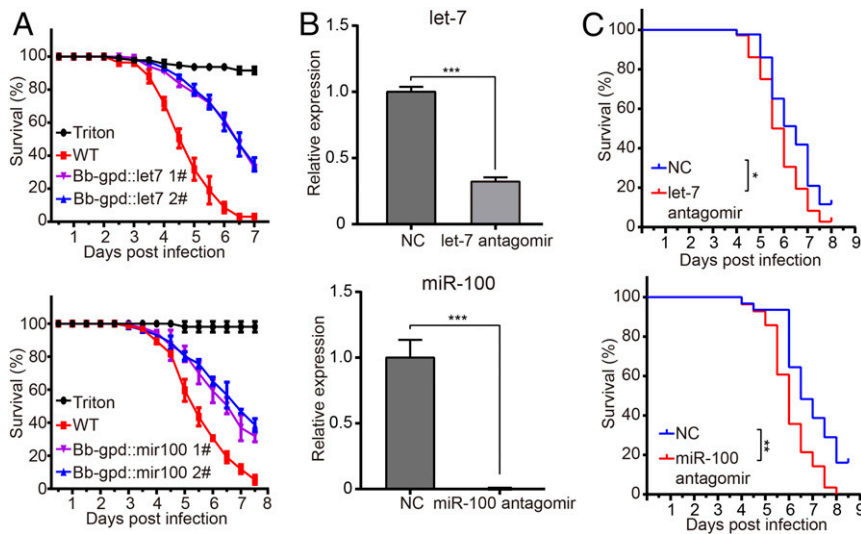 A
100
80
60
40
20
0
Survival (%)
Triton
WT
Bb-gpd::let7 1#
Bb-gpd::let7 2#
1 2 3 4 5 6 7
Days post infection
B
let-7
1.5
1.0
0.5
0
Relative expression
***
NC let-7 antagomir
C
100
80
60
40
20
0
Survival (%)
NC
let-7
antagomir
*
0 1 2 3 4 5 6 7 8 9
Days post infection
100
80
60
40
20
0
Survival (%)
Triton
WT
Bb-gpd::mir100 1#
Bb-gpd::mir100 2#
1 2 3 4 5 6 7 8
Days post infection
miR-100
1.5
1.0
0.5
0
Relative expression
***
NC miR-100 antagomir
100
80
60
40
20
0
Survival (%)
NC
miR-100
antagomir
**
0 1 2 3 4 5 6 7 8 9
Days post infection